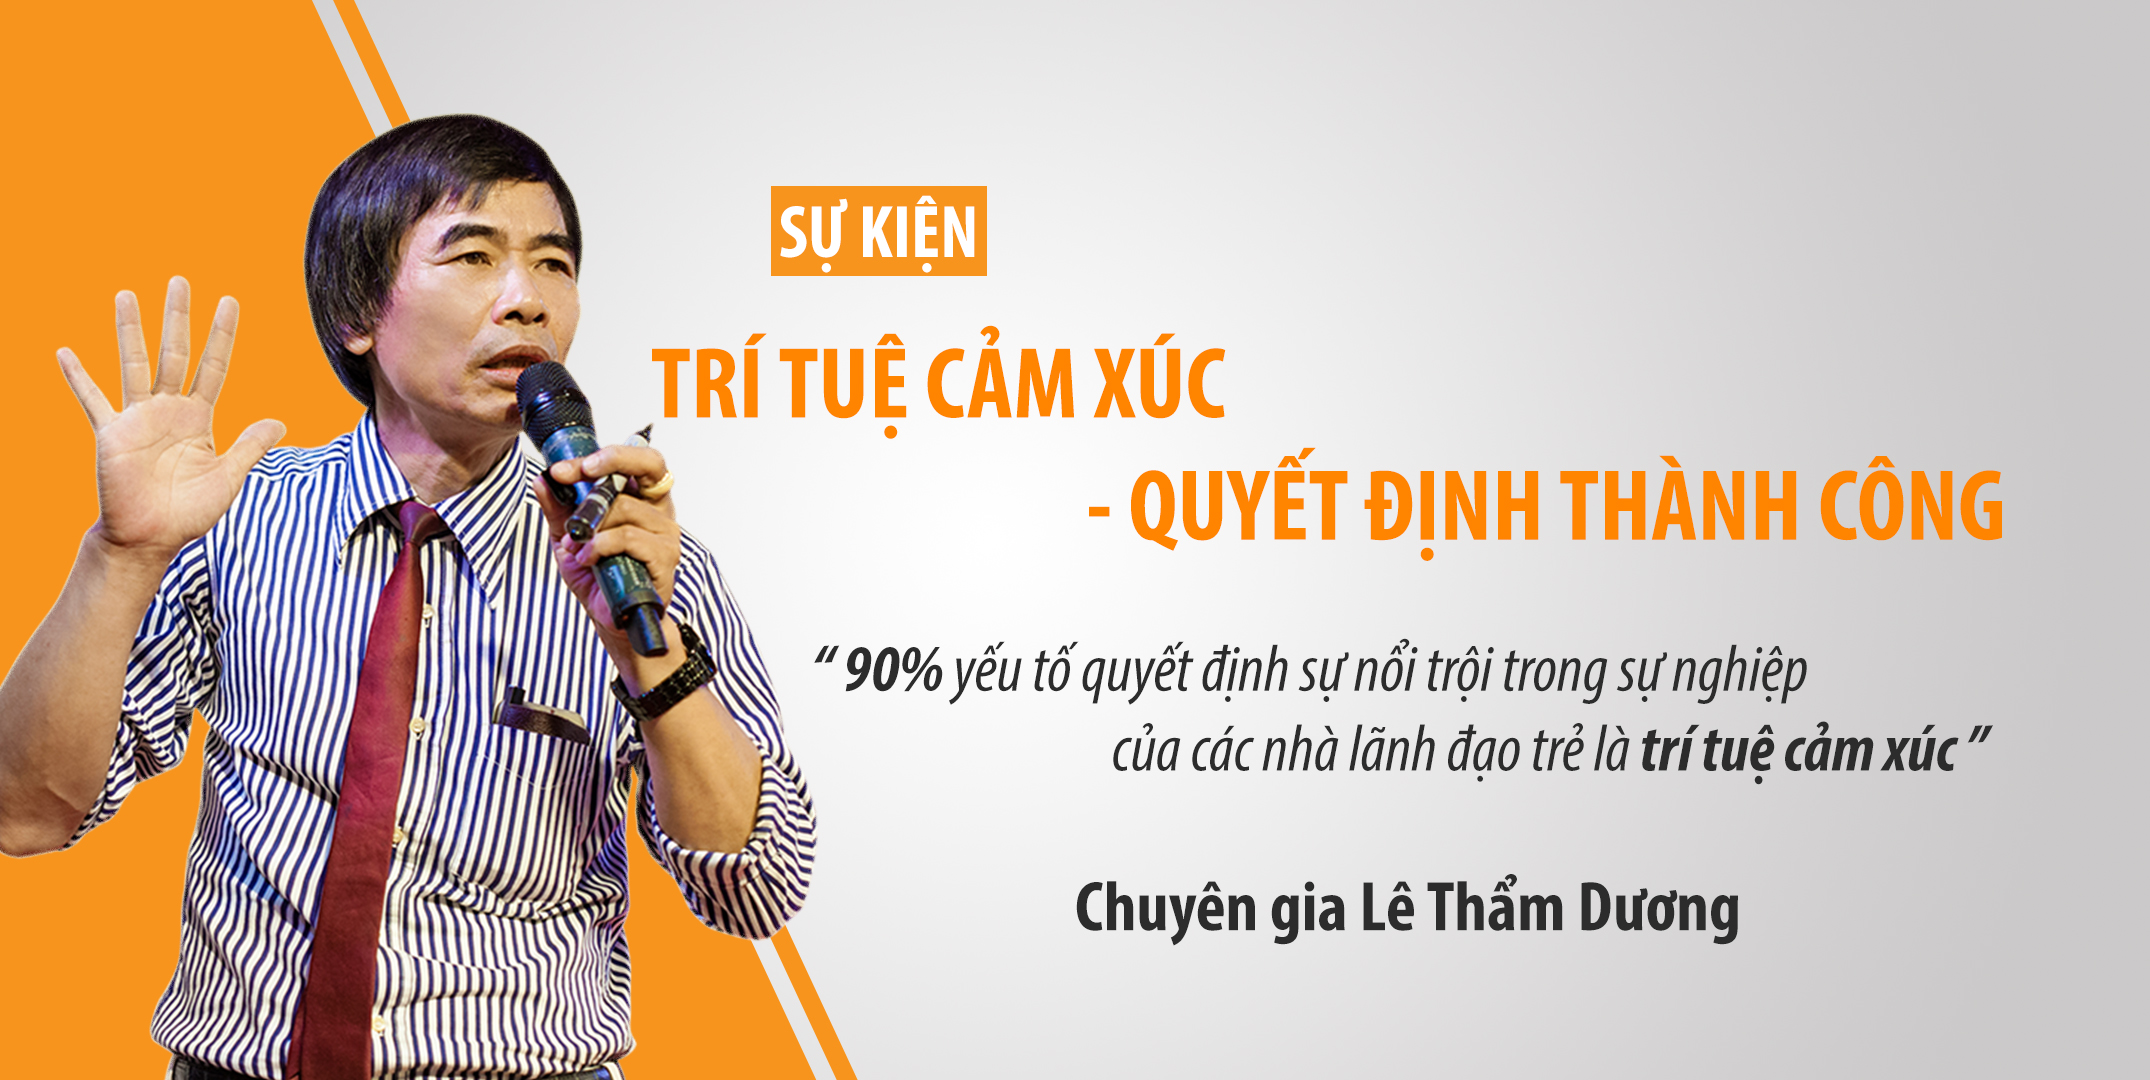 SỰ KIỆN
TRÍ TUỆ CẢM XÚC
- QUYẾT ĐỊNH THÀNH CÔNG
“ 90% yếu tố quyết định sự nổi trội trong sự nghiệp
của các nhà lãnh đạo trẻ là trí tuệ cảm xúc ”
Chuyên gia Lê Thẩm Dương